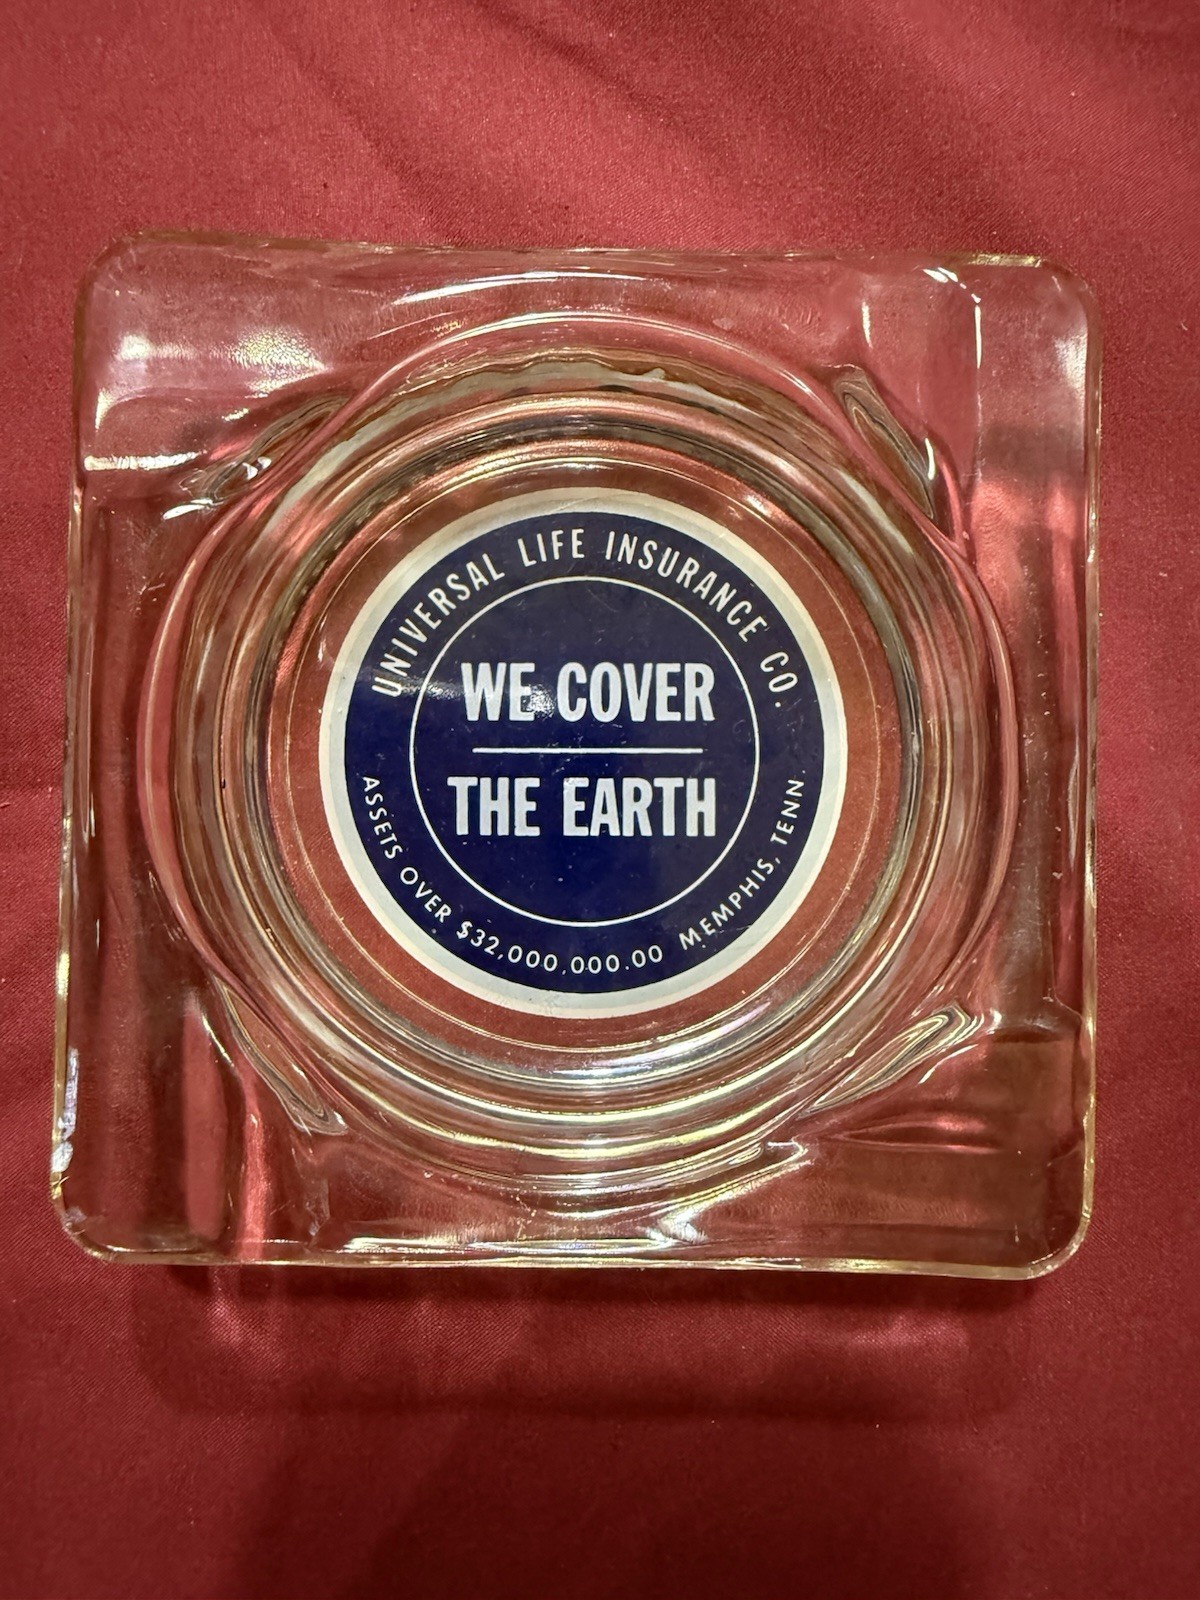 UNIVERSAL LIFE INSURANCE CO.
WE COVER
THE EARTH
ASSETS OVER $32,000,000.00 MEMPHIS, TENN.